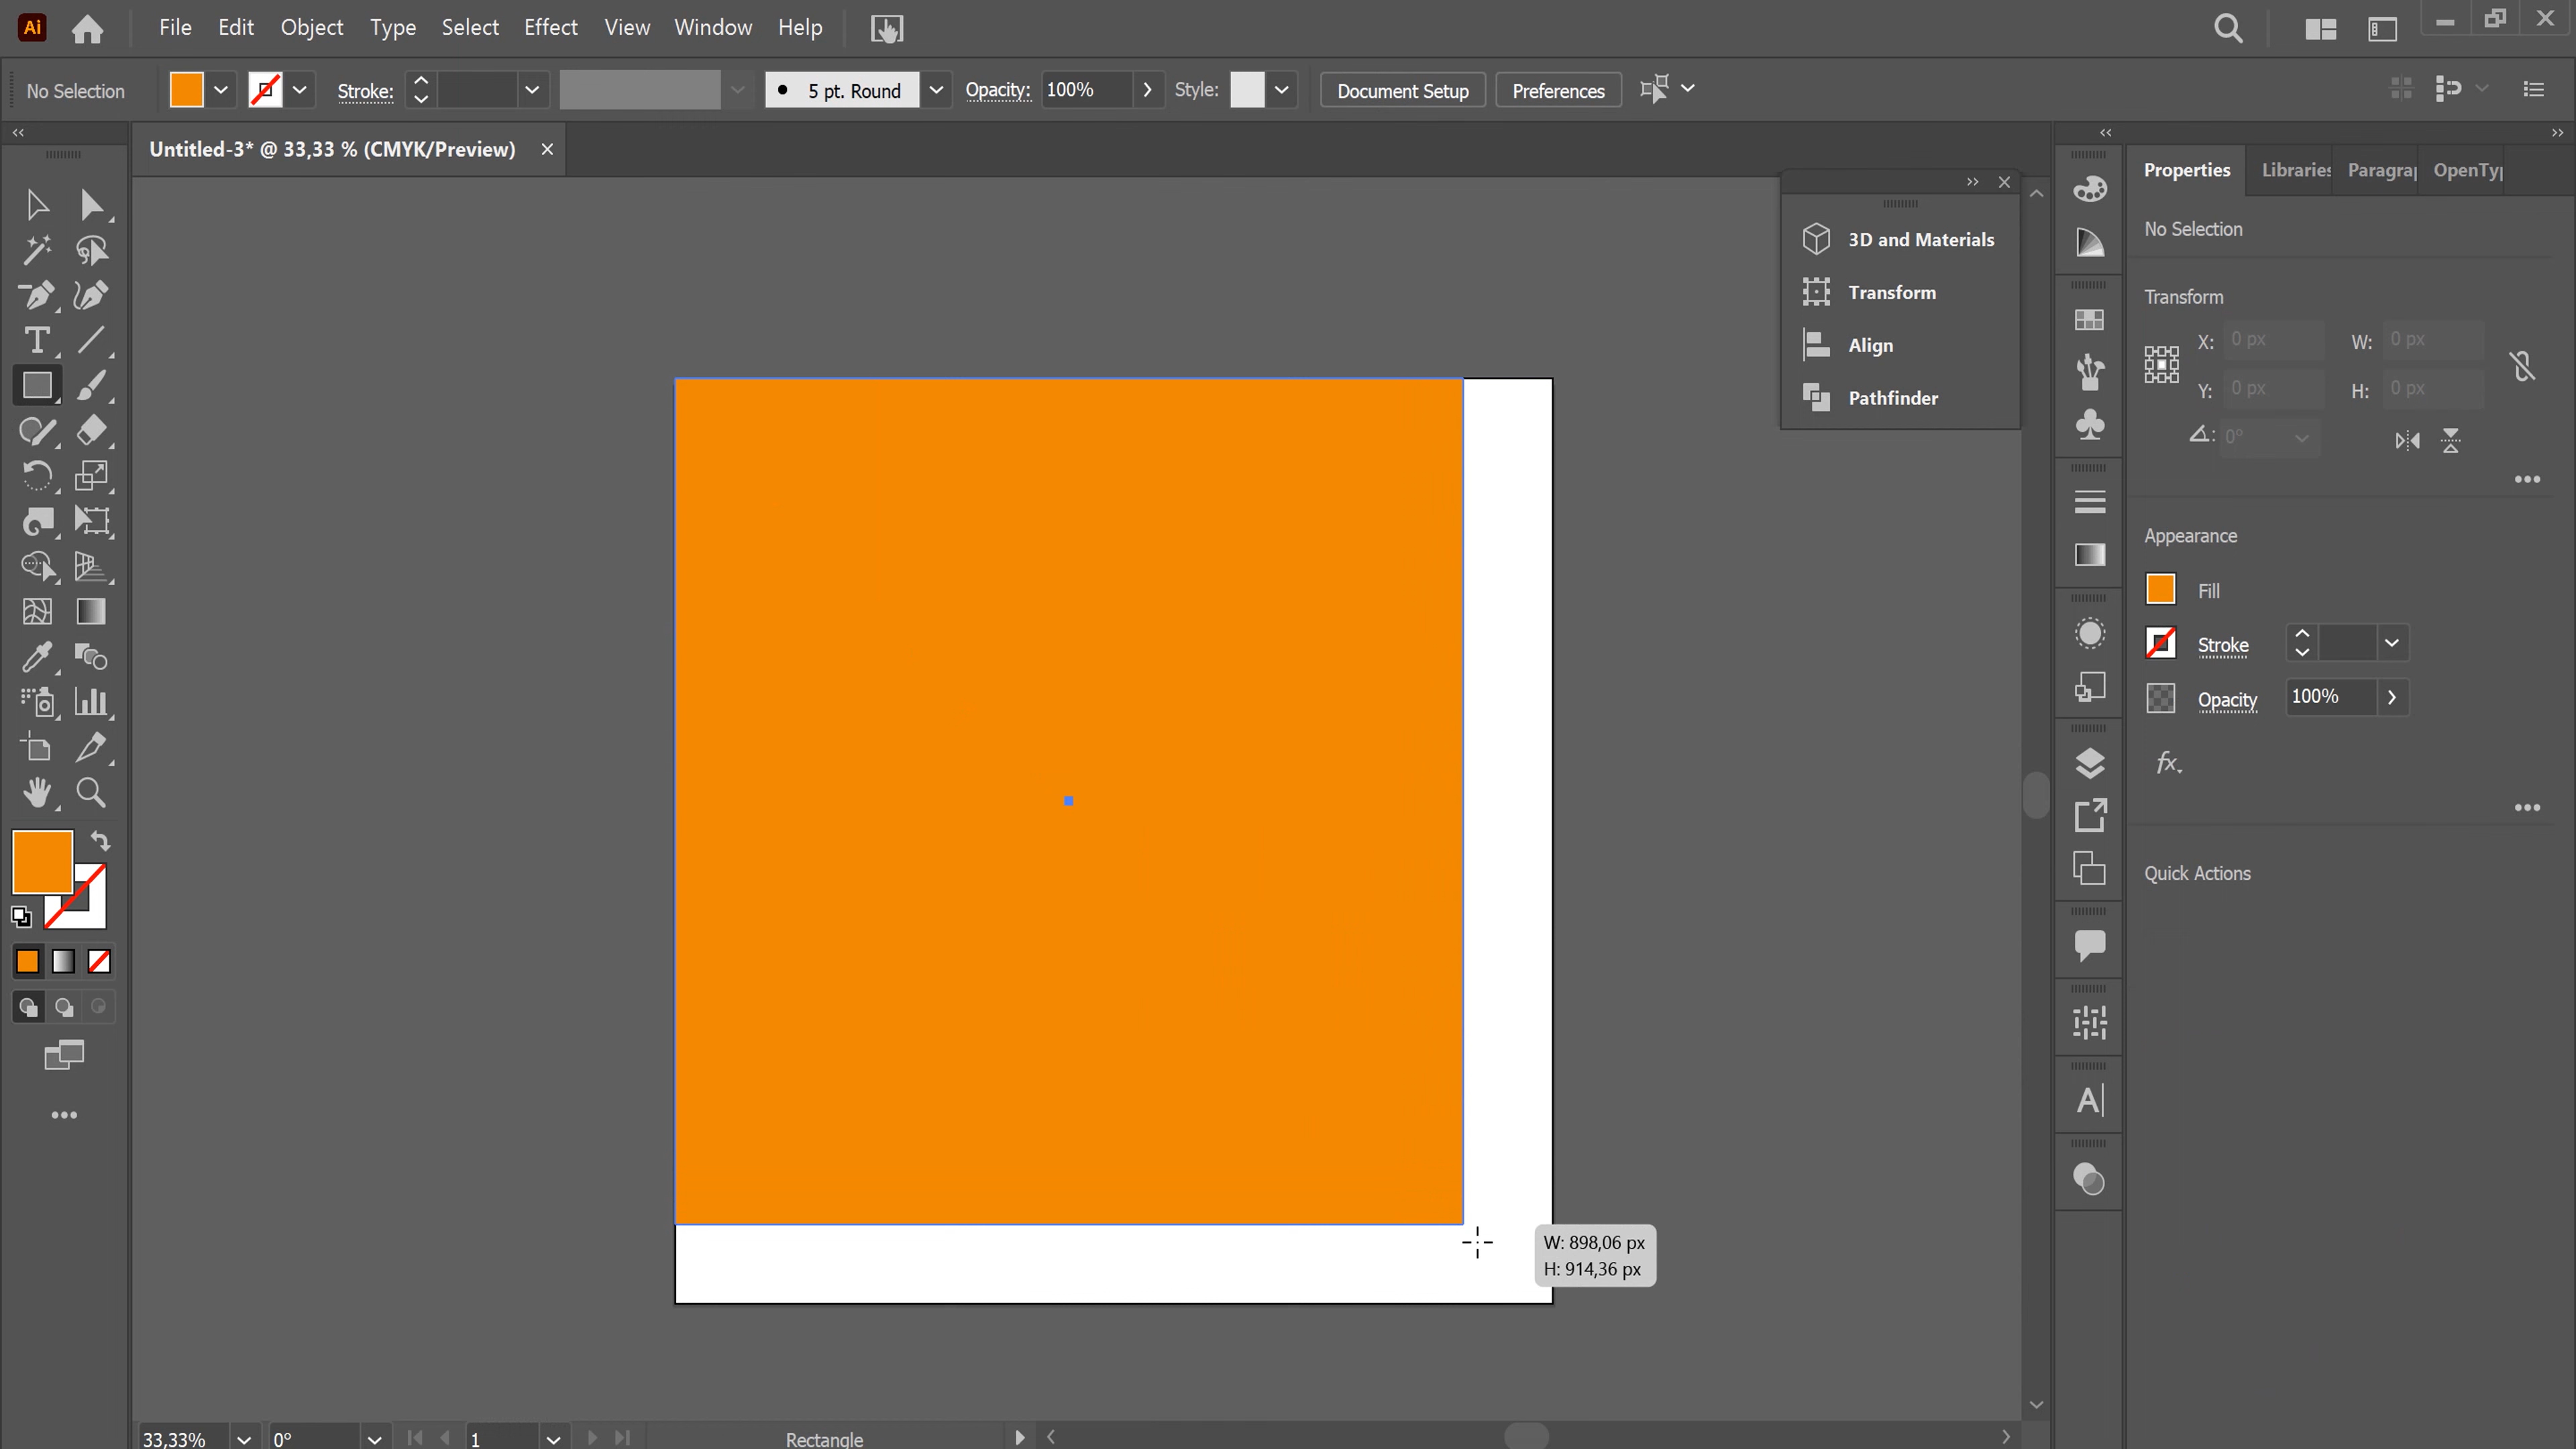 Ai File Edit Object Type Select Effect View Window Help
No Selection Stroke: 5 pt. Round Opacity: 100% Style: Document Setup Preferences
Untitled-3* @ 33,33 % (CMYK/Preview)
Properties Libraries Paragra OpenTy
3D and Materials
Transform
Align
Pathfinder
No Selection
Transform
X: 0 px W: 0 px
Y: 0 px H: 0 px
0°
Appearance
Fill
Stroke
Opacity 100%
fx
Quick Actions
W: 898,06 px
H: 914,36 px
33,33% 0° 1 Rectangle